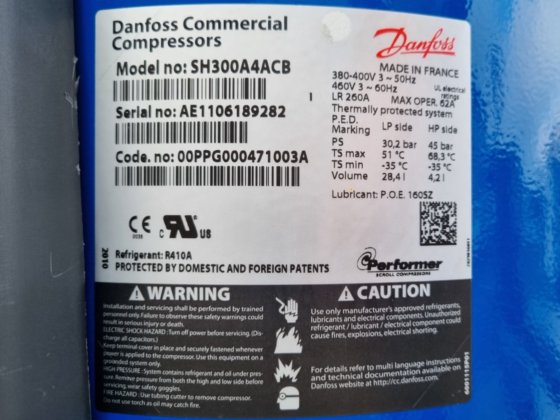 Danfoss Commercial
Compressors
Danfoss
MADE IN FRANCE
Model no: SH300A4ACB
380-400V 3 ~ 50Hz
460V 3 ~ 60Hz
UL electrical
ratings
LR 260A MAX OPER. 62A
Thermally protected system
Serial no: AE1106189282
P.E.D.
Marking LP side HP side
PS 30,2 bar 45 bar
TS max 51 °C 68,3 °C
TS min -35 °C -35 °C
Volume 28,4 l 4,2 l
Code. no: 00PPG000471003A
Lubricant: P.O.E. 160SZ
CE
c UL us
2010
Refrigerant: R410A
PROTECTED BY DOMESTIC AND FOREIGN PATENTS
Performer
SCROLL COMPRESSORS
WARNING
Installation and servicing shall be performed by trained
personnel only. Failure to observe these safety warnings could
result in serious injury or death.
ELECTRIC SHOCK HAZARD : Turn off power before servicing. (Dis-
charge all capacitors.)
Keep terminal cover in place and securely fastened whenever
power is applied to the compressor. Use this equipment on a
grounded system only.
HIGH PRESSURE : System contains refrigerant and oil under pres-
sure. Remove pressure from both the high and low side before
servicing, wear safety goggles.
FIRE HAZARD : Use tubing cutter to remove compressor.
Do not use torch as oil may catch fire.
CAUTION
Use only manufacturer's approved refrigerants,
lubricants and electrical components. Unauthorized
refrigerant / lubricant / electrical component could
cause fires, explosions, electrical shorting.
For details refer to multi language instructions
and technical documentation available on
Danfoss website at http://cc.danfoss.com